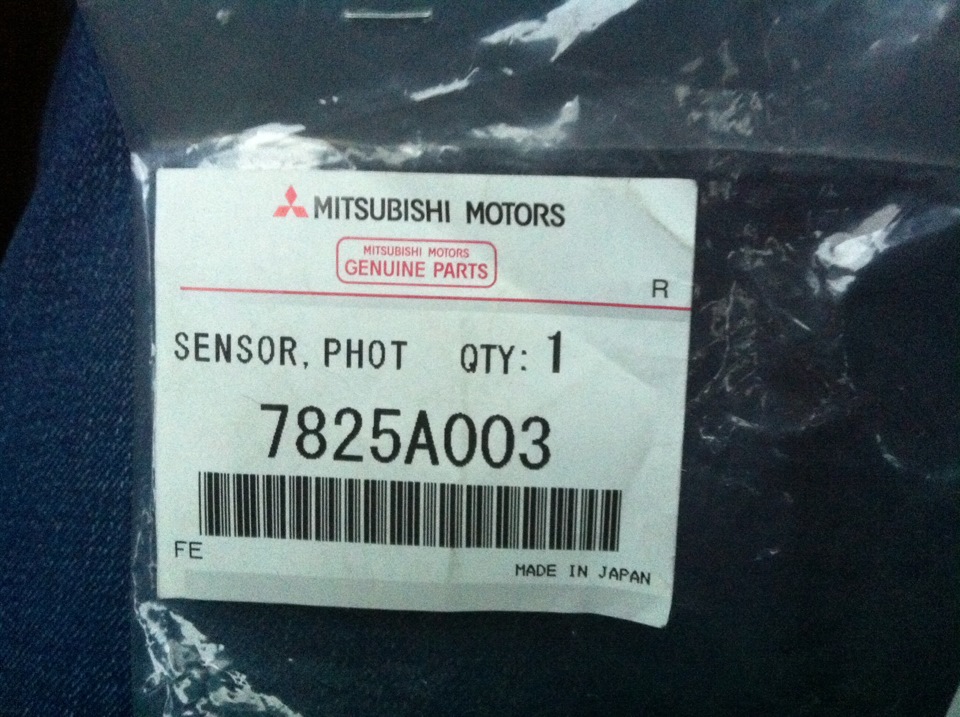 MITSUBISHI MOTORS
MITSUBISHI MOTORS
GENUINE PARTS
R
SENSOR, PHOT QTY: 1
7825A003
FE
MADE IN JAPAN